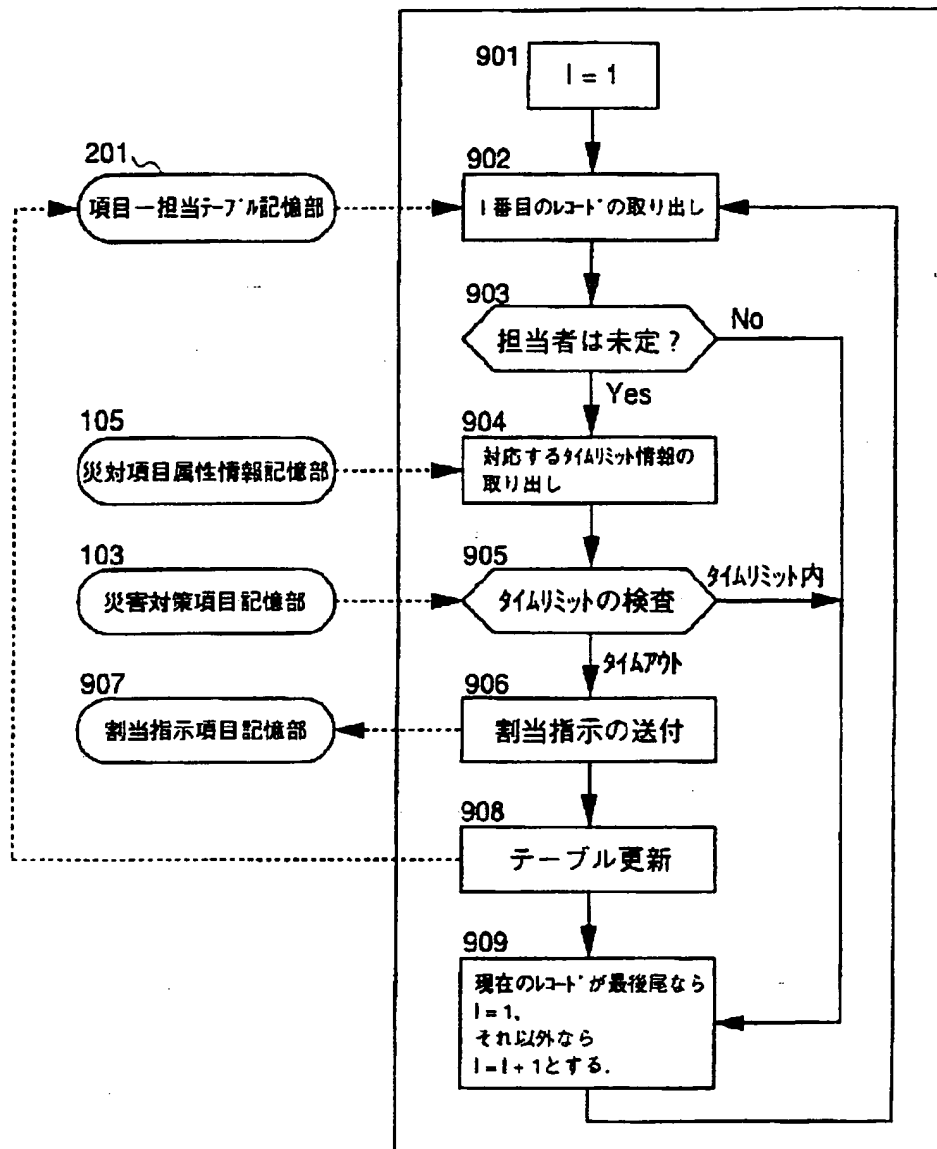 901
I = 1
201
項目ー担当テーブル記憶部
902
I番目のレコードの取り出し
903
担当者は未定？
No
Yes
105
災対項目属性情報記憶部
904
対応するタイムリミット情報の
取り出し
103
災害対策項目記憶部
905
タイムリミットの検査
タイムリミット内
タイムアウト
907
割当指示項目記憶部
906
割当指示の送付
908
テーブル更新
909
現在のレコードが最後尾なら
I = 1,
それ以外なら
I = I + 1とする.